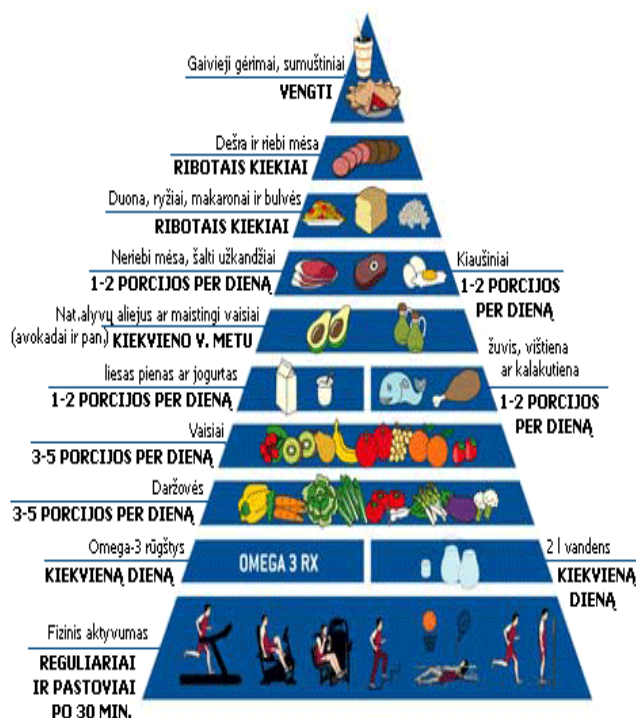 Gaivieji gėrimai, sumuštiniai
VENGTI
Dešra ir riebi mėsa
RIBOTAIS KIEKIAI
Duona, ryžiai, makaronai ir bulvės
RIBOTAIS KIEKIAI
Neriebi mėsa, šalti užkandžiai
1-2 PORCIJOS PER DIENĄ
Kiaušiniai
1-2 PORCIJOS
PER DIENĄ
Nat.alyvų aliejus ar maistingi vaisiai
(avokadai ir pan.) KIEKVIENO V. METU
liesas pienas ar jogurtas
1-2 PORCIJOS PER DIENĄ
žuvis, vištiena
ar kalakutiena
1-2 PORCIJOS
PER DIENĄ
Vaisiai
3-5 PORCIJOS PER DIENĄ
Daržovės
3-5 PORCIJOS PER DIENĄ
Omega-3 rūgštys
KIEKVIENĄ DIENĄ
OMEGA 3 RX
2 l vandens
KIEKVIENĄ
DIENĄ
Fizinis aktyvumas
REGULIARIAI
IR PASTOVIAI
PO 30 MIN.